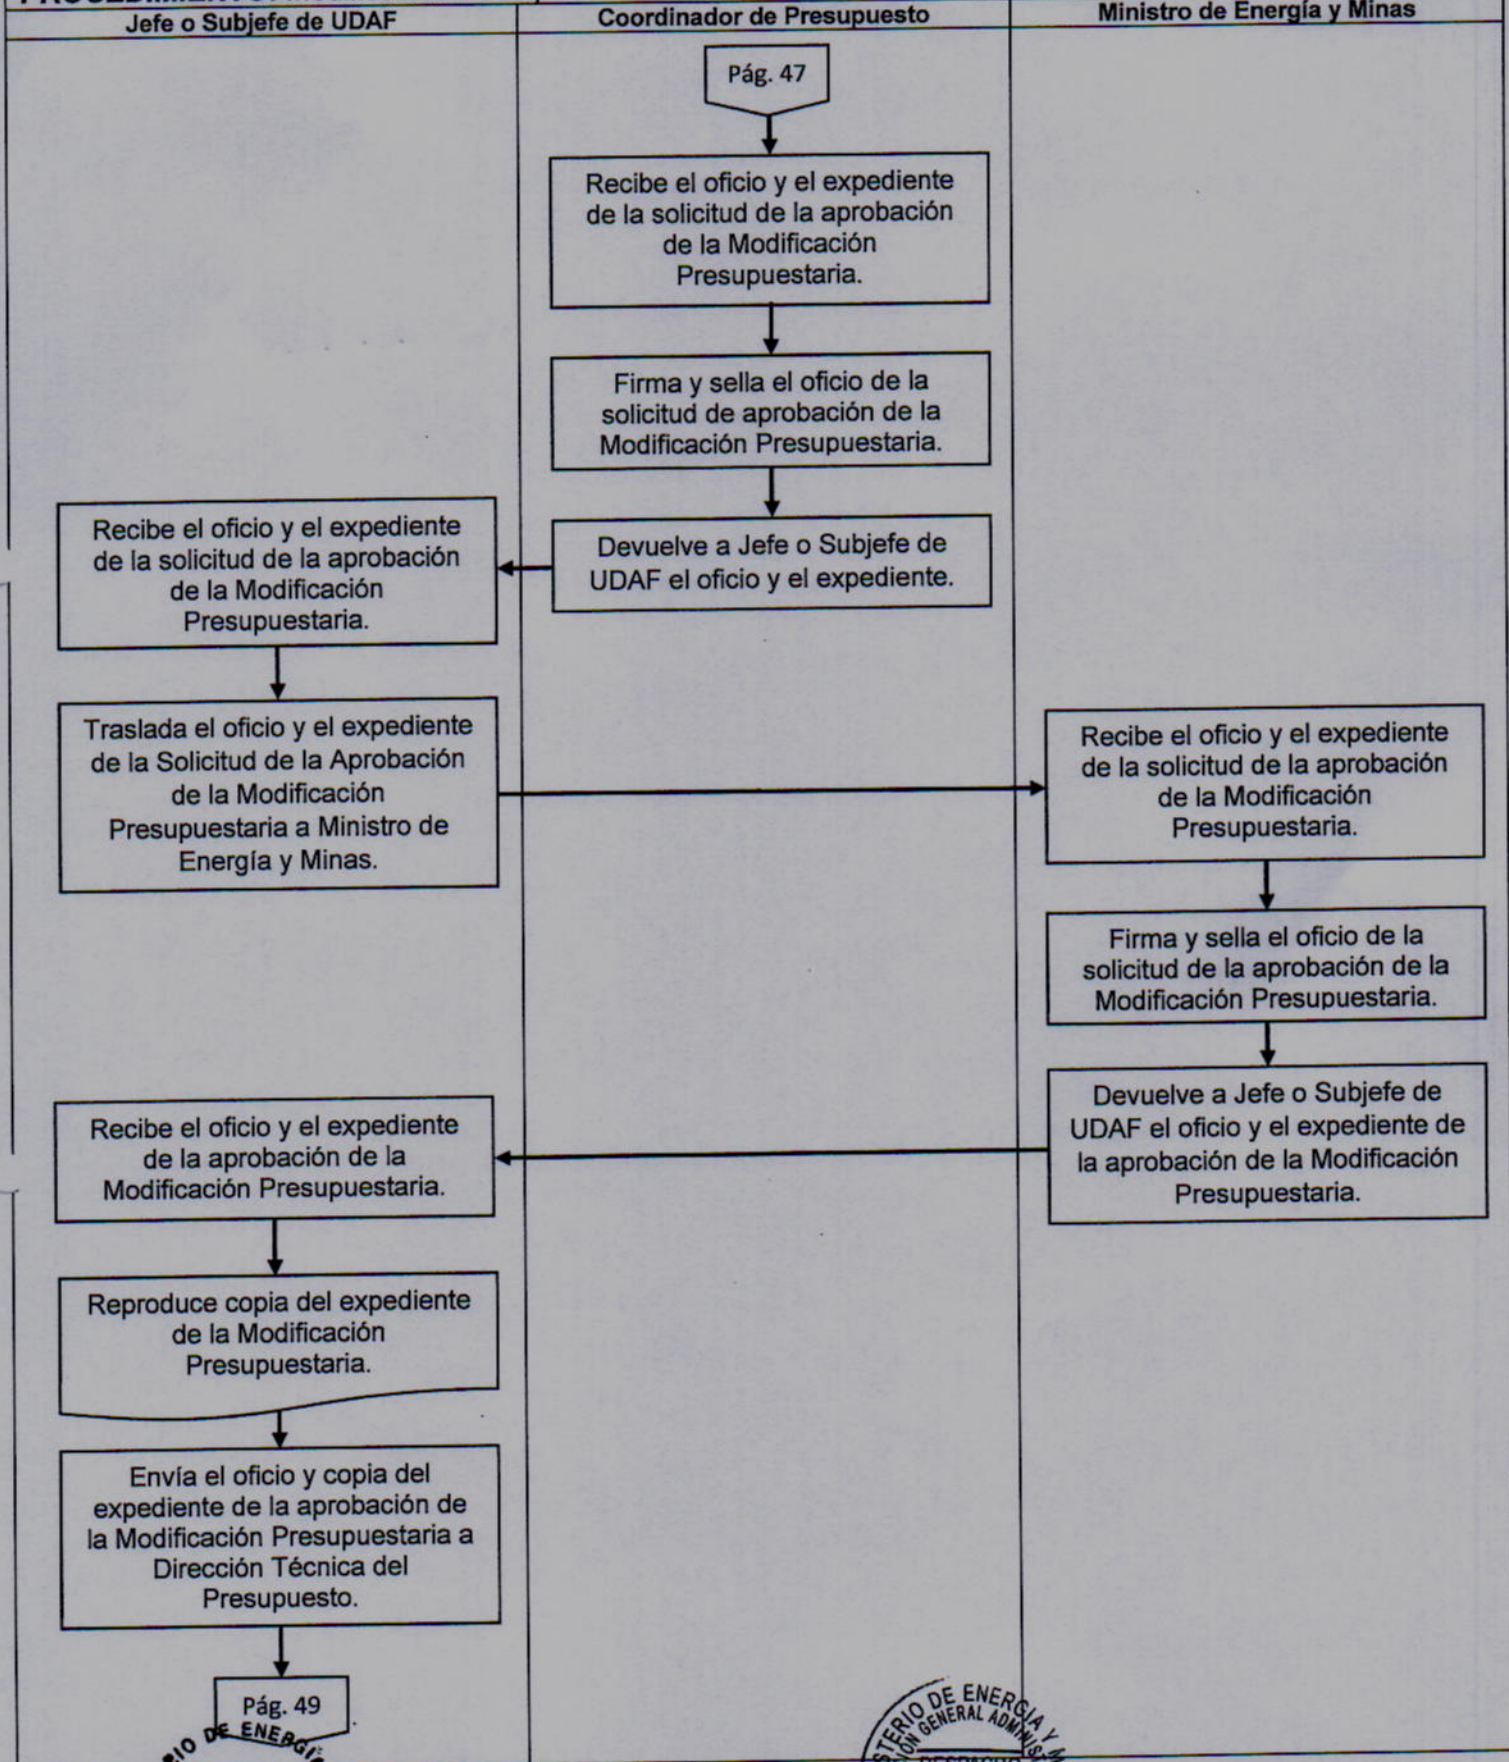 Jefe o Subjefe de UDAF
Coordinador de Presupuesto
Ministro de Energía y Minas
Pág. 47
Recibe el oficio y el expediente
de la solicitud de la aprobación
de la Modificación
Presupuestaria.
Firma y sella el oficio de la
solicitud de aprobación de la
Modificación Presupuestaria.
Devuelve a Jefe o Subjefe de
UDAF el oficio y el expediente.
Recibe el oficio y el expediente
de la solicitud de la aprobación
de la Modificación
Presupuestaria.
Traslada el oficio y el expediente
de la Solicitud de la Aprobación
de la Modificación
Presupuestaria a Ministro de
Energía y Minas.
Recibe el oficio y el expediente
de la solicitud de la aprobación
de la Modificación
Presupuestaria.
Firma y sella el oficio de la
solicitud de la aprobación de la
Modificación Presupuestaria.
Devuelve a Jefe o Subjefe de
UDAF el oficio y el expediente de
la aprobación de la Modificación
Presupuestaria.
Recibe el oficio y el expediente
de la aprobación de la
Modificación Presupuestaria.
Reproduce copia del expediente
de la Modificación
Presupuestaria.
Envía el oficio y copia del
expediente de la aprobación de
la Modificación Presupuestaria a
Dirección Técnica del
Presupuesto.
Pág. 49
DE ENERGÍA
DE ENERGIA Y
GENERAL